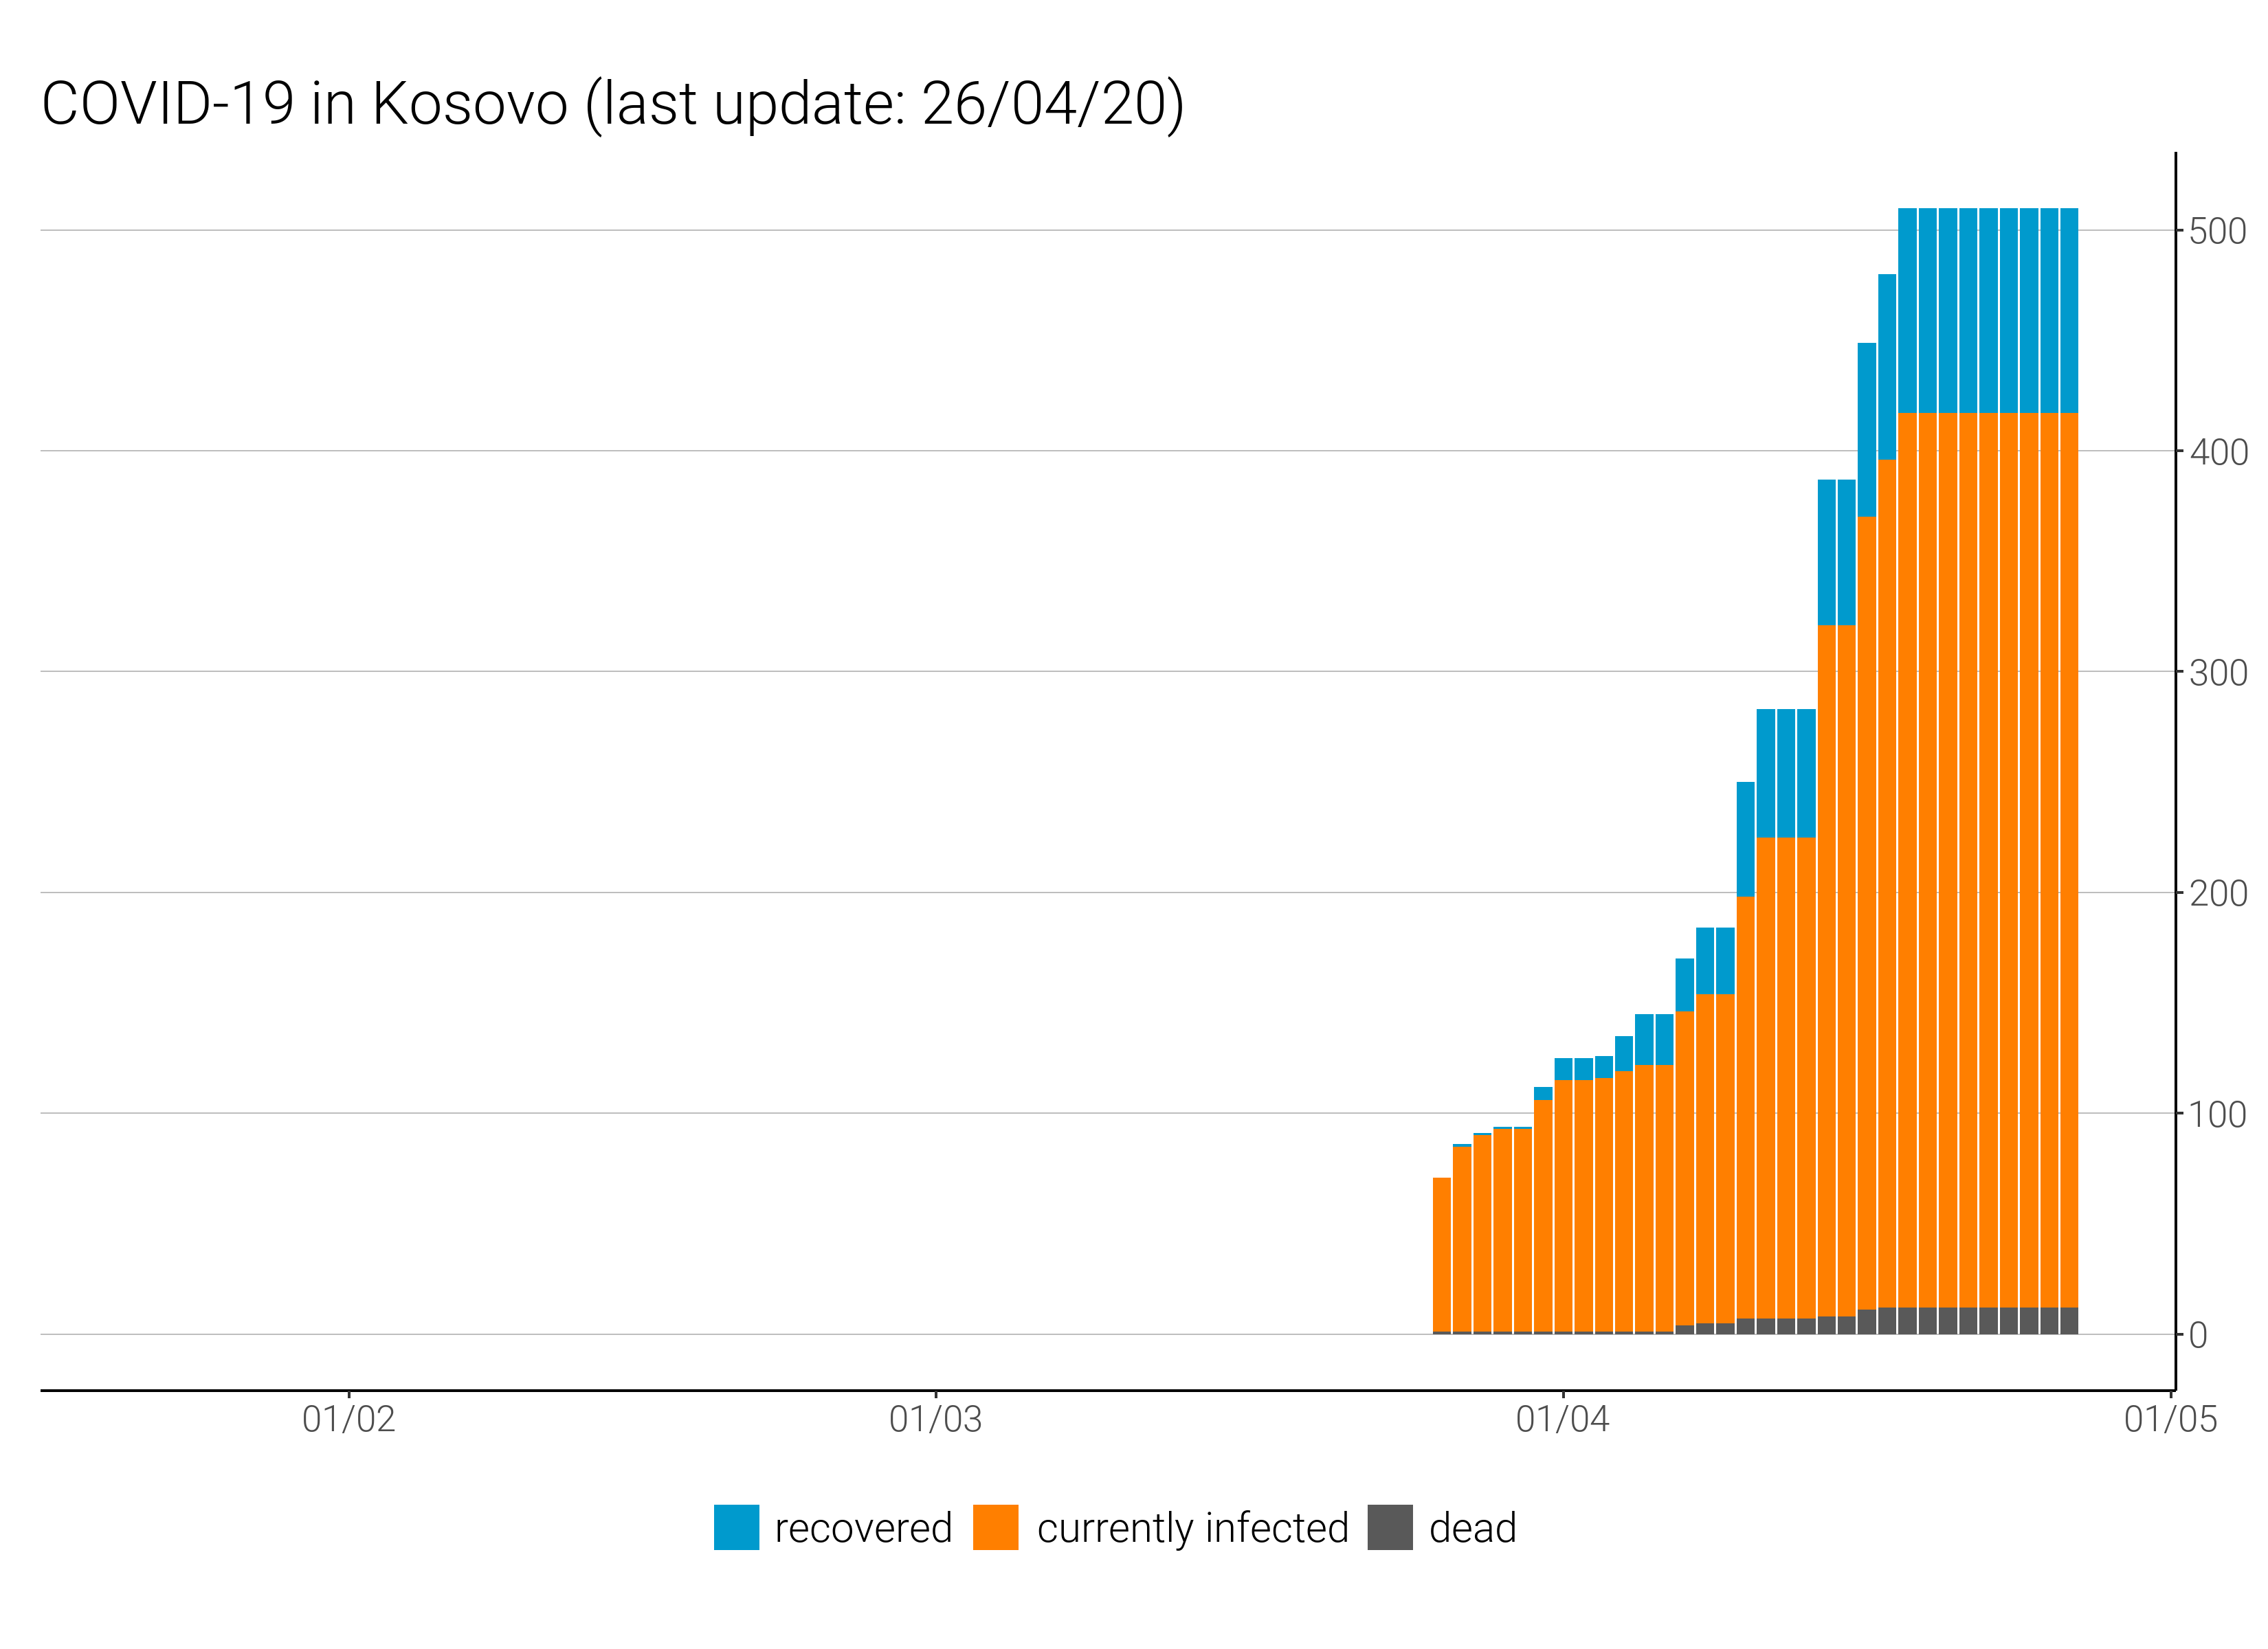 COVID-19 in Kosovo (last update: 26/04/20)
500
400
300
200
100
0
01/02 01/03 01/04 01/05
recovered currently infected dead